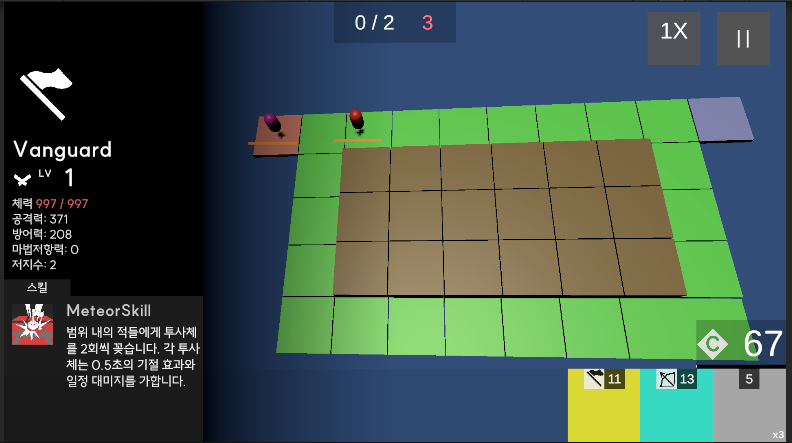 0 / 2 3
1X
||
Vanguard
LV 1
체력 997 / 997
공격력: 371
방어력: 208
마법저항력: 0
저지수: 2
스킬
MeteorSkill
범위 내의 적들에게 투사체
를 2회씩 꽂습니다. 각 투사
체는 0.5초의 기절 효과와
일정 대미지를 가합니다.
C 67
11
13
5
x3